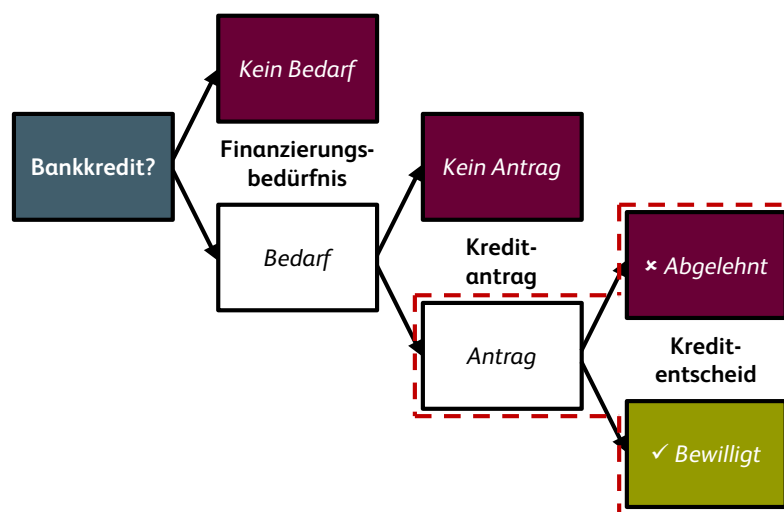 Kein Bedarf
Bankkredit?
Finanzierungs-
bedürfnis
Kein Antrag
Bedarf
Kredit-
antrag
✘ Abgelehnt
Antrag
Kredit-
entscheid
✓ Bewilligt